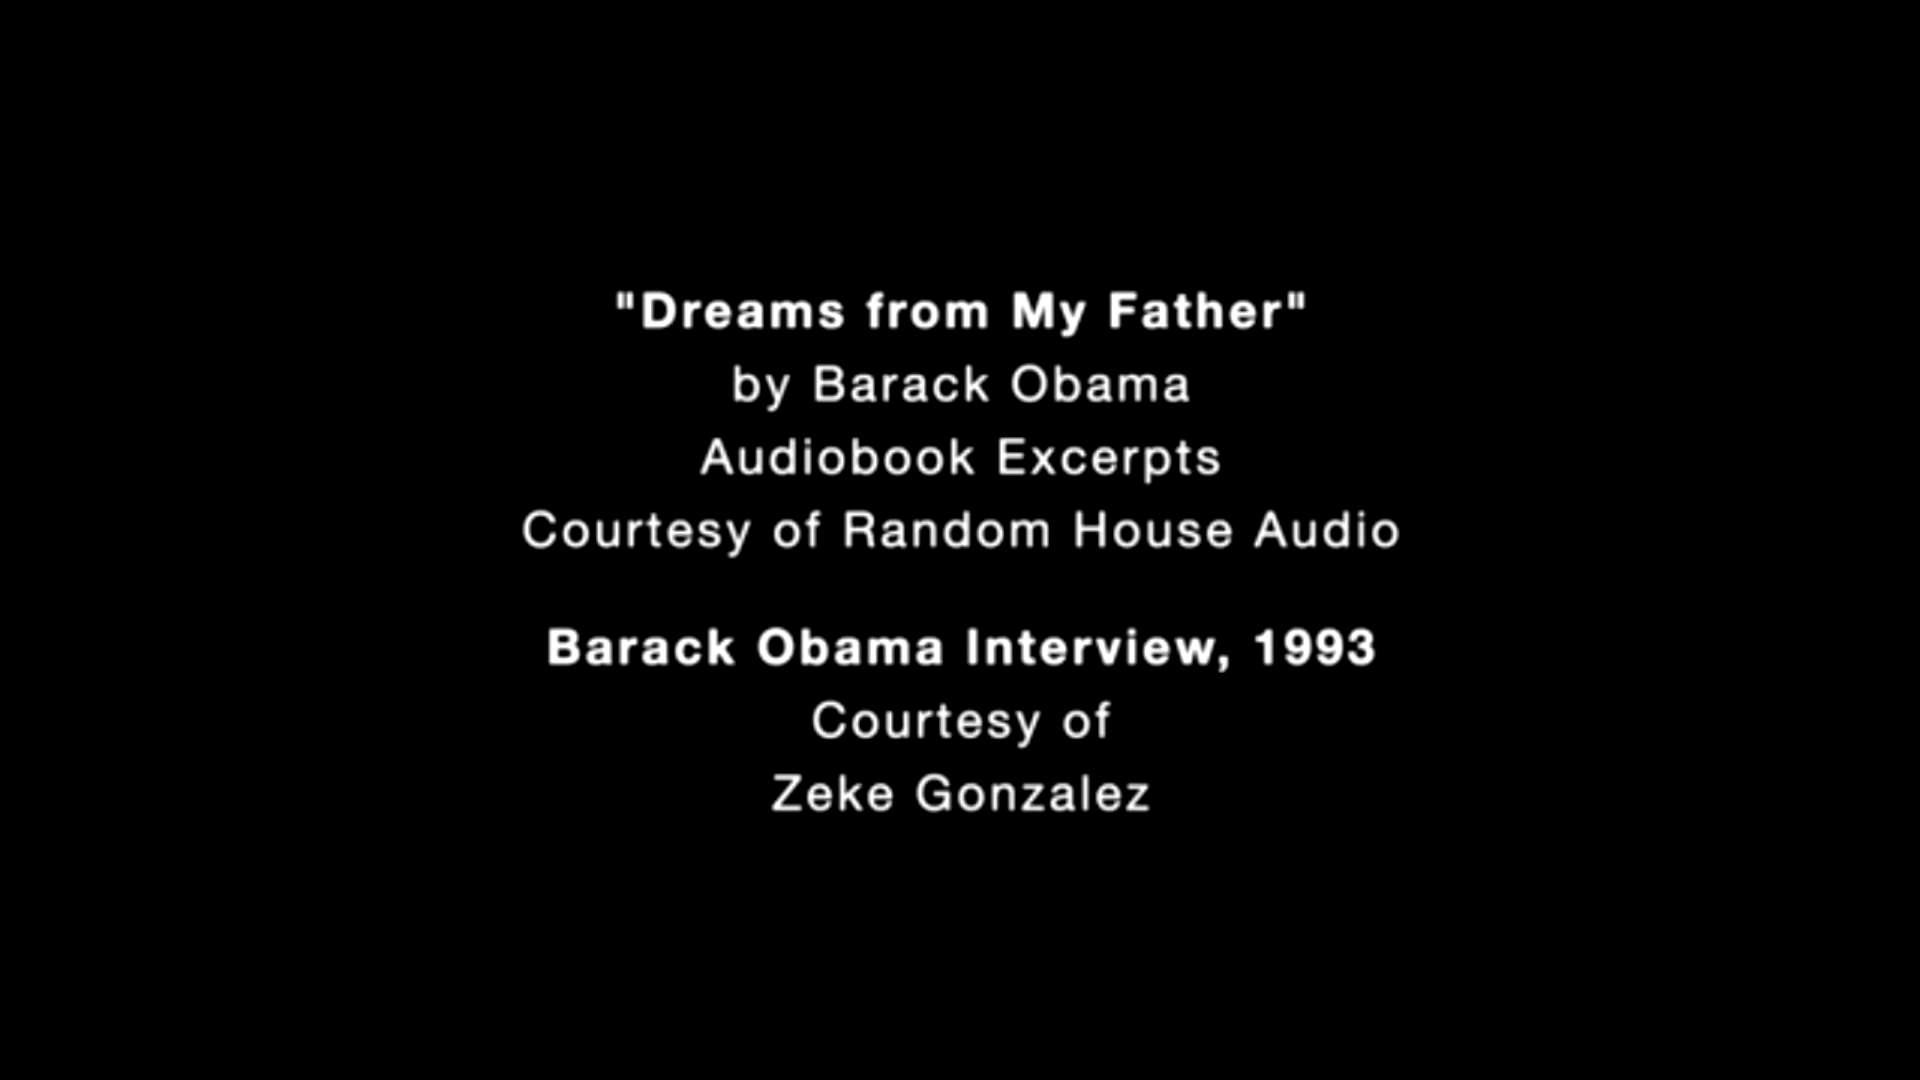 "Dreams from My Father"
by Barack Obama
Audiobook Excerpts
Courtesy of Random House Audio
Barack Obama Interview, 1993
Courtesy of
Zeke Gonzalez